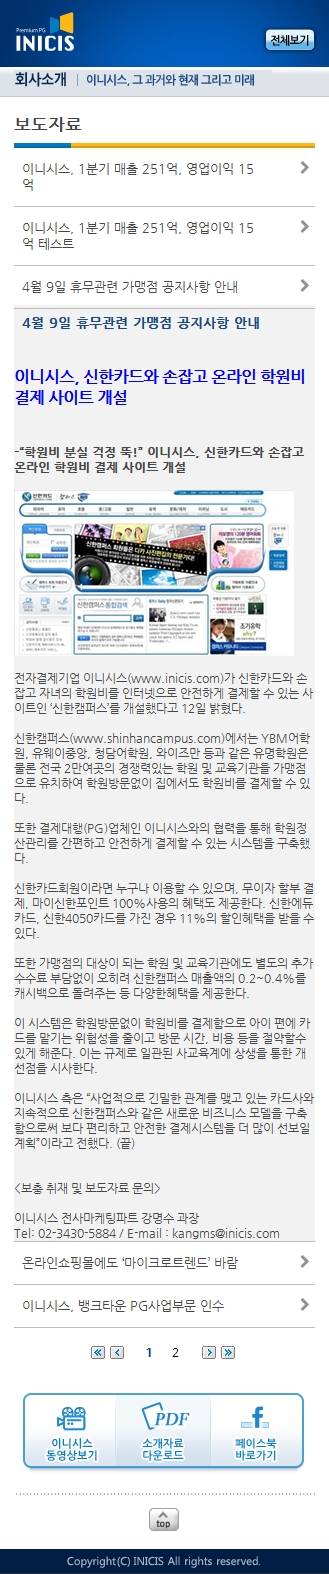 Premium PG
INICIS
전체보기
회사소개 | 이니시스, 그 과거와 현재 그리고 미래
보도자료
이니시스, 1분기 매출 251억, 영업이익 15
억
이니시스, 1분기 매출 251억, 영업이익 15
억 테스트
4월 9일 휴무관련 가맹점 공지사항 안내
4월 9일 휴무관련 가맹점 공지사항 안내
이니시스, 신한카드와 손잡고 온라인 학원비
결제 사이트 개설
-“학원비 분실 걱정 뚝!” 이니시스, 신한카드와 손잡고
온라인 학원비 결제 사이트 개설
신한카드
신한캠퍼스 통합검색
조기유학
why?
전자결제기업 이니시스(www.inicis.com)가 신한카드와 손
잡고 자녀의 학원비를 인터넷으로 안전하게 결제할 수 있는 사
이트인 ‘신한캠퍼스’를 개설했다고 12일 밝혔다.
신한캠퍼스(www.shinhancampus.com)에서는 YBM어학
원, 유웨이중앙, 청담어학원, 와이즈만 등과 같은 유명학원은
물론 전국 2만여곳의 경쟁력있는 학원 및 교육기관을 가맹점
으로 유치하여 학원방문없이 집에서도 학원비를 결제할 수 있
다.
또한 결제대행(PG)업체인 이니시스와의 협력을 통해 학원정
산관리를 간편하고 안전하게 결제할 수 있는 시스템을 구축했
다.
신한카드회원이라면 누구나 이용할 수 있으며, 무이자 할부 결
제, 마이신한포인트 100%사용의 혜택도 제공한다. 신한에듀
카드, 신한4050카드를 가진 경우 11%의 할인혜택을 받을 수
있다.
또한 가맹점의 대상이 되는 학원 및 교육기관에도 별도의 추가
수수료 부담없이 오히려 신한캠퍼스 매출액의 0.2~0.4%를
캐시백으로 돌려주는 등 다양한혜택을 제공한다.
이 시스템은 학원방문없이 학원비를 결제함으로 아이 편에 카
드를 맡기는 위험성을 줄이고 방문 시간, 비용 등을 절약할수
있게 해준다. 이는 규제로 일관된 사교육계에 상생을 통한 개
선점을 시사한다.
이니시스 측은 “사업적으로 긴밀한 관계를 맺고 있는 카드사와
지속적으로 신한캠퍼스와 같은 새로운 비즈니스 모델을 구축
함으로써 보다 편리하고 안전한 결제시스템을 더 많이 선보일
계획”이라고 전했다. (끝)
<보충 취재 및 보도자료 문의>
이니시스 전사마케팅파트 강명수 과장
Tel: 02-3430-5884 / E-mail : kangms@inicis.com
온라인쇼핑몰에도 ‘마이크로트렌드’ 바람
이니시스, 뱅크타운 PG사업부문 인수
1 2
PDF
이니시스 동영상보기
소개자료 다운로드
페이스북 바로가기
top
Copyright(C) INICIS All rights reserved.